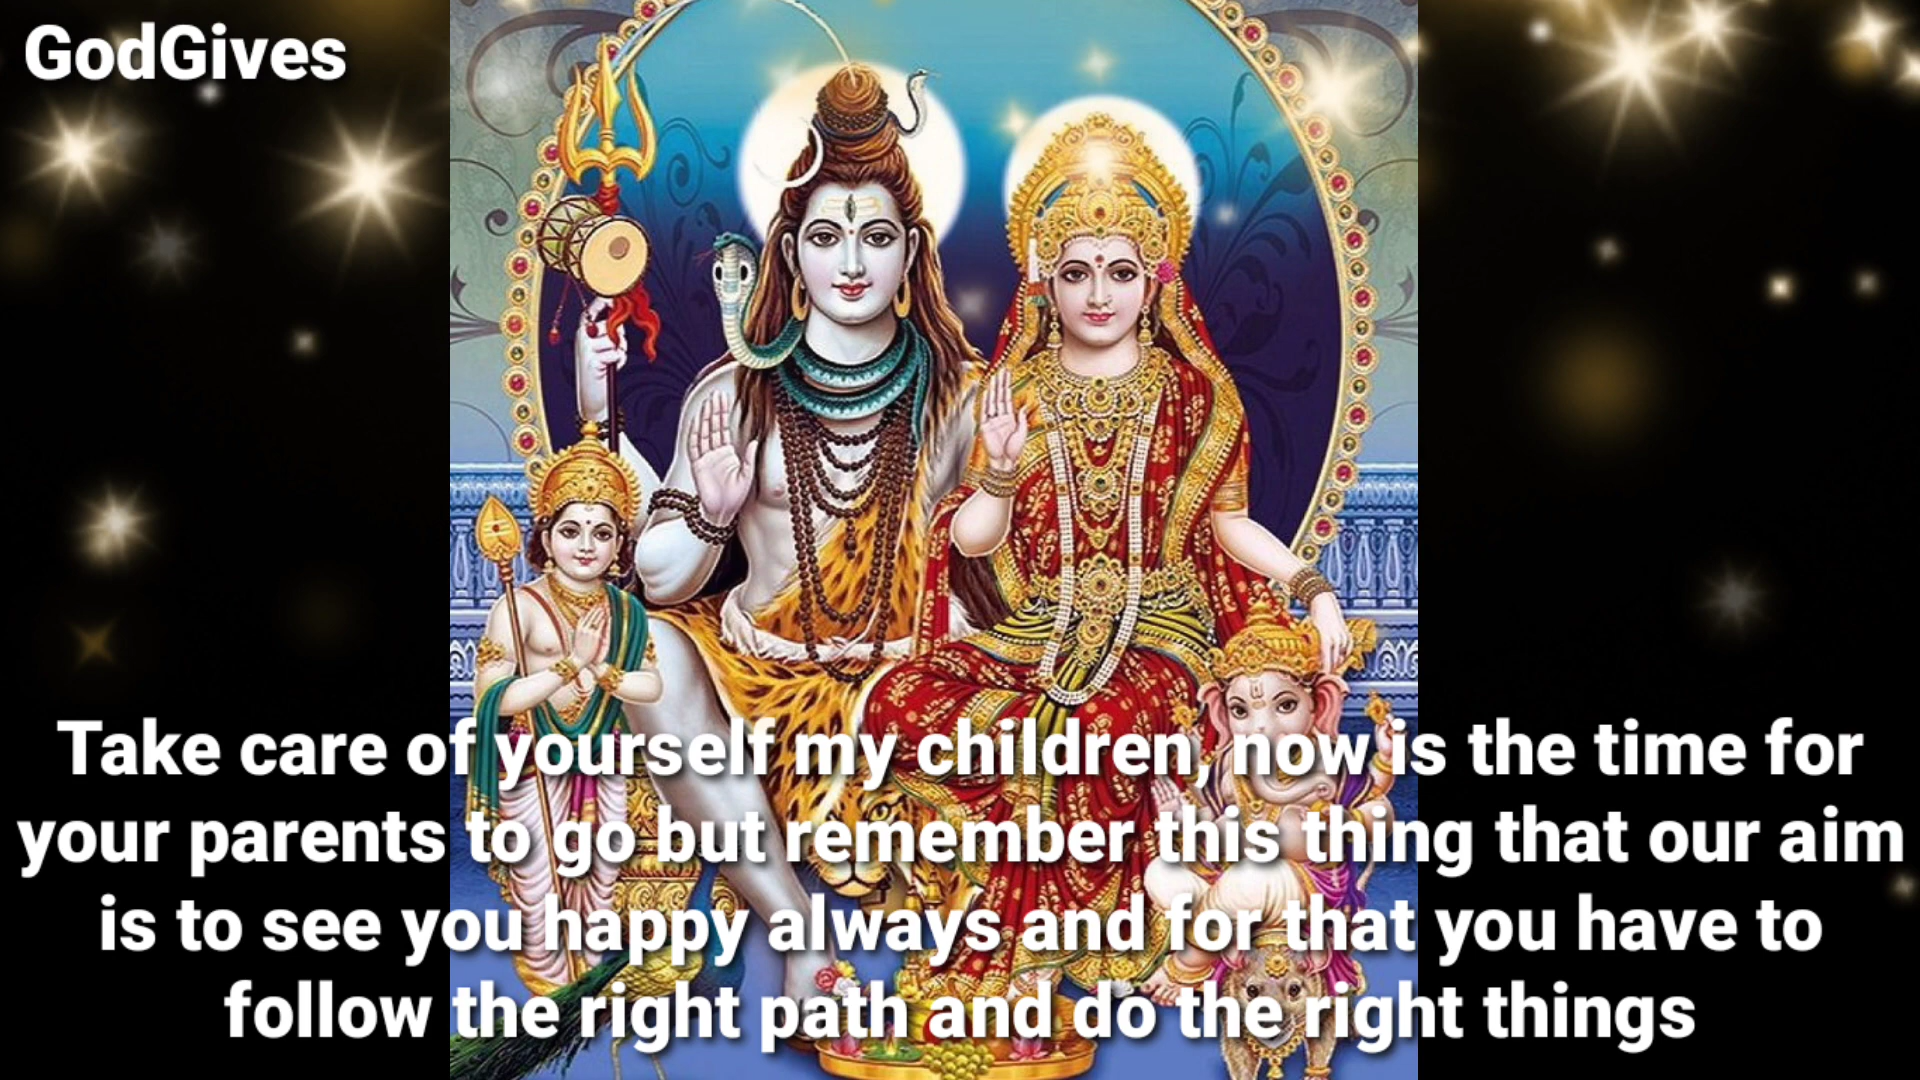 GodGives
Take care of yourself my children, now is the time for
your parents to go but remember this thing that our aim
is to see you happy always and for that you have to
follow the right path and do the right things